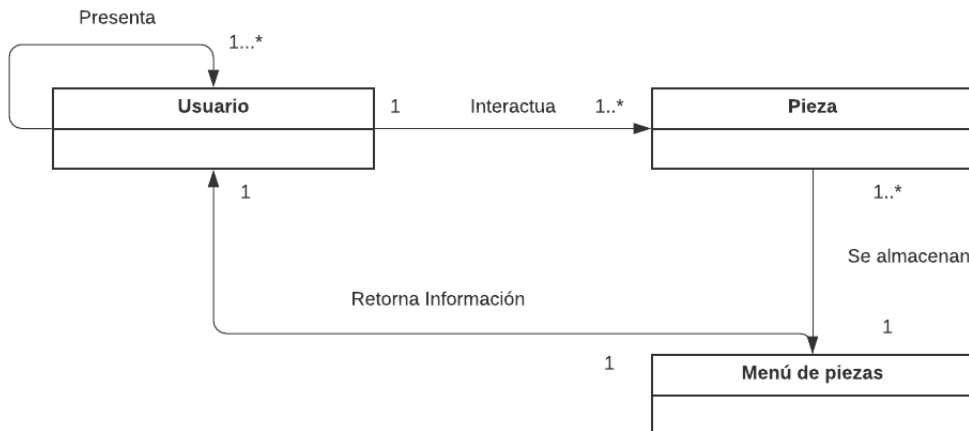 Presenta
1...*
Usuario
1
Interactua
1..*
Pieza
1
1..*
Se almacenan
Retorna Información
1
1
Menú de piezas